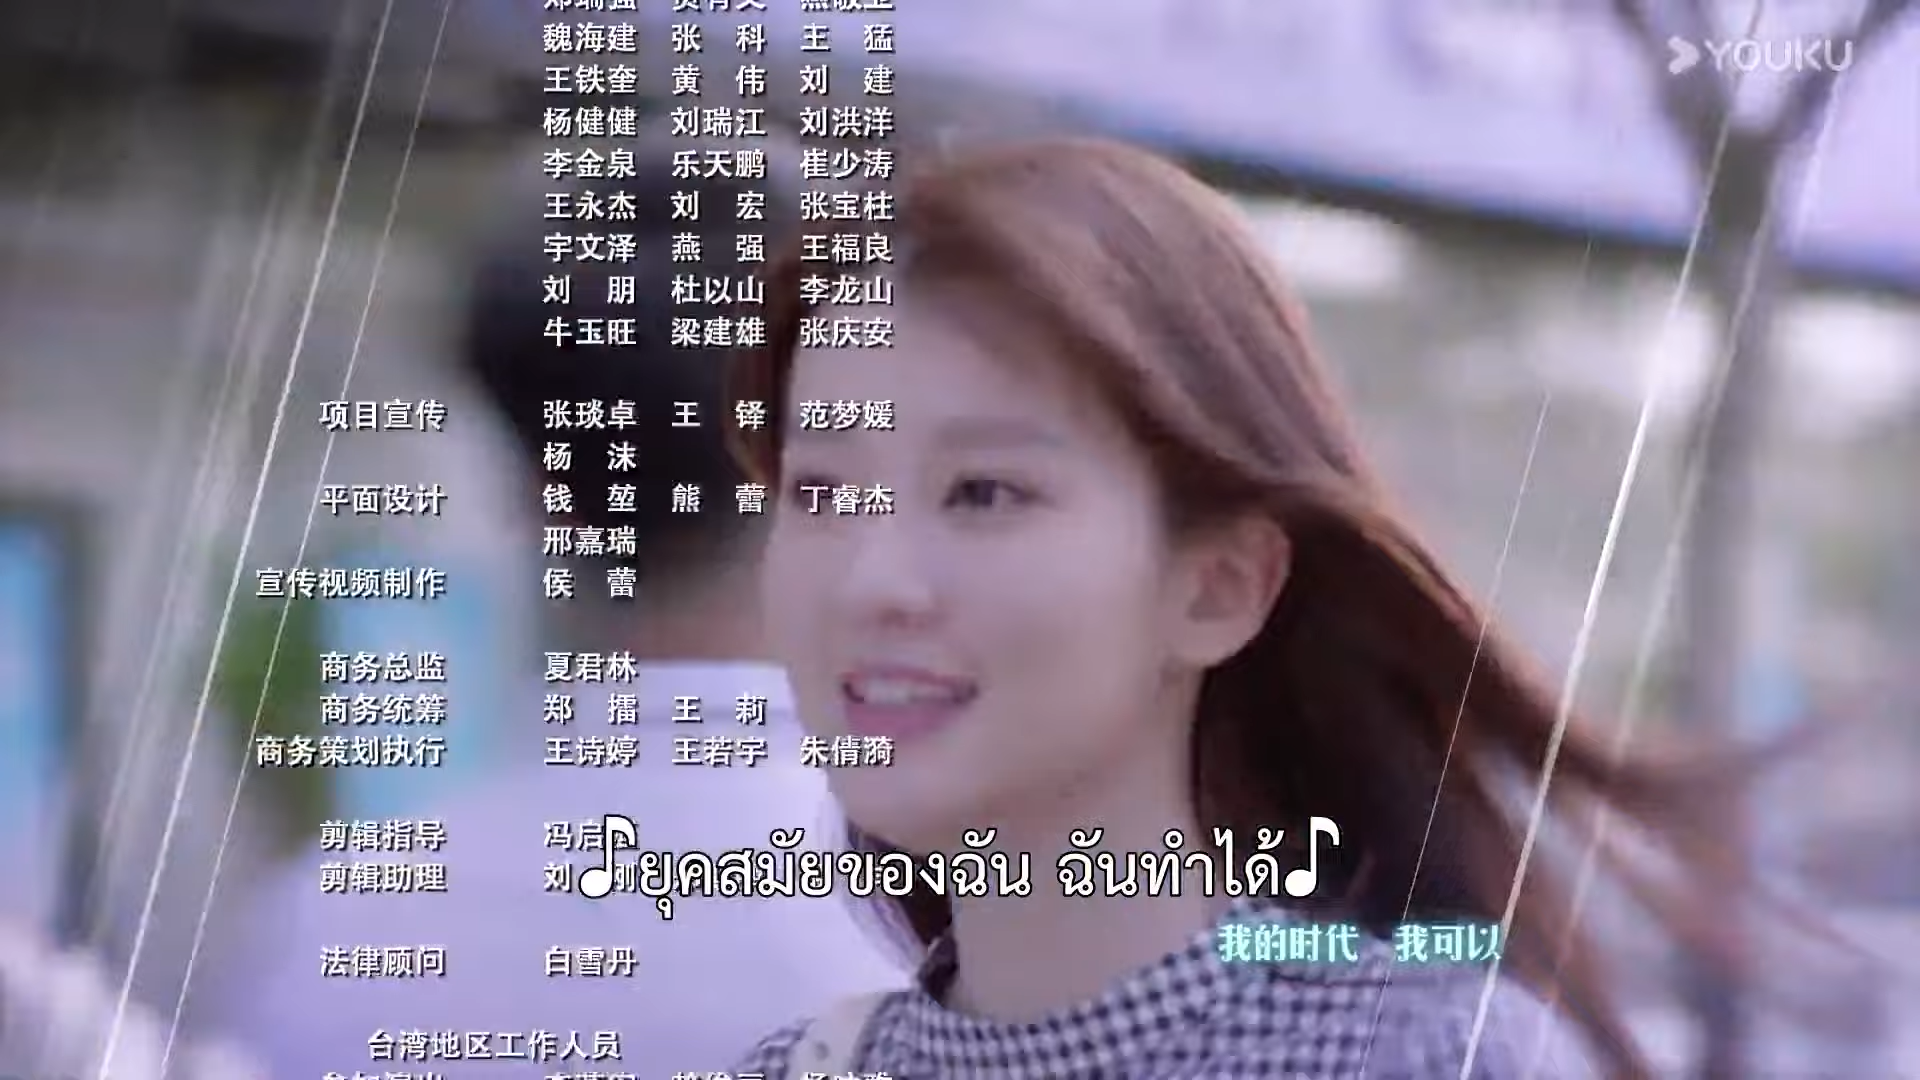 YOUKU
魏海建 张 科 王 猛
王铁奎 黄 伟 刘 建
杨健健 刘瑞江 刘洪洋
李金泉 乐天鹏 崔少涛
王永杰 刘 宏 张宝柱
宇文泽 燕 强 王福良
刘 朋 杜以山 李龙山
牛玉旺 梁建雄 张庆安
项目宣传 张琰卓 王 铎 范梦媛
杨 沫
平面设计 钱 堃 熊 蕾 丁睿杰
邢嘉瑞
宣传视频制作 侯 蕾
商务总监 夏君林
商务统筹 郑 擂 王 莉
商务策划执行 王诗婷 王若宇 朱倩漪
剪辑指导 冯启
剪辑助理 刘
♪ยุคสมัยของฉัน ฉันทำได้♪
我的时代 我可以
法律顾问 白雪丹
台湾地区工作人员